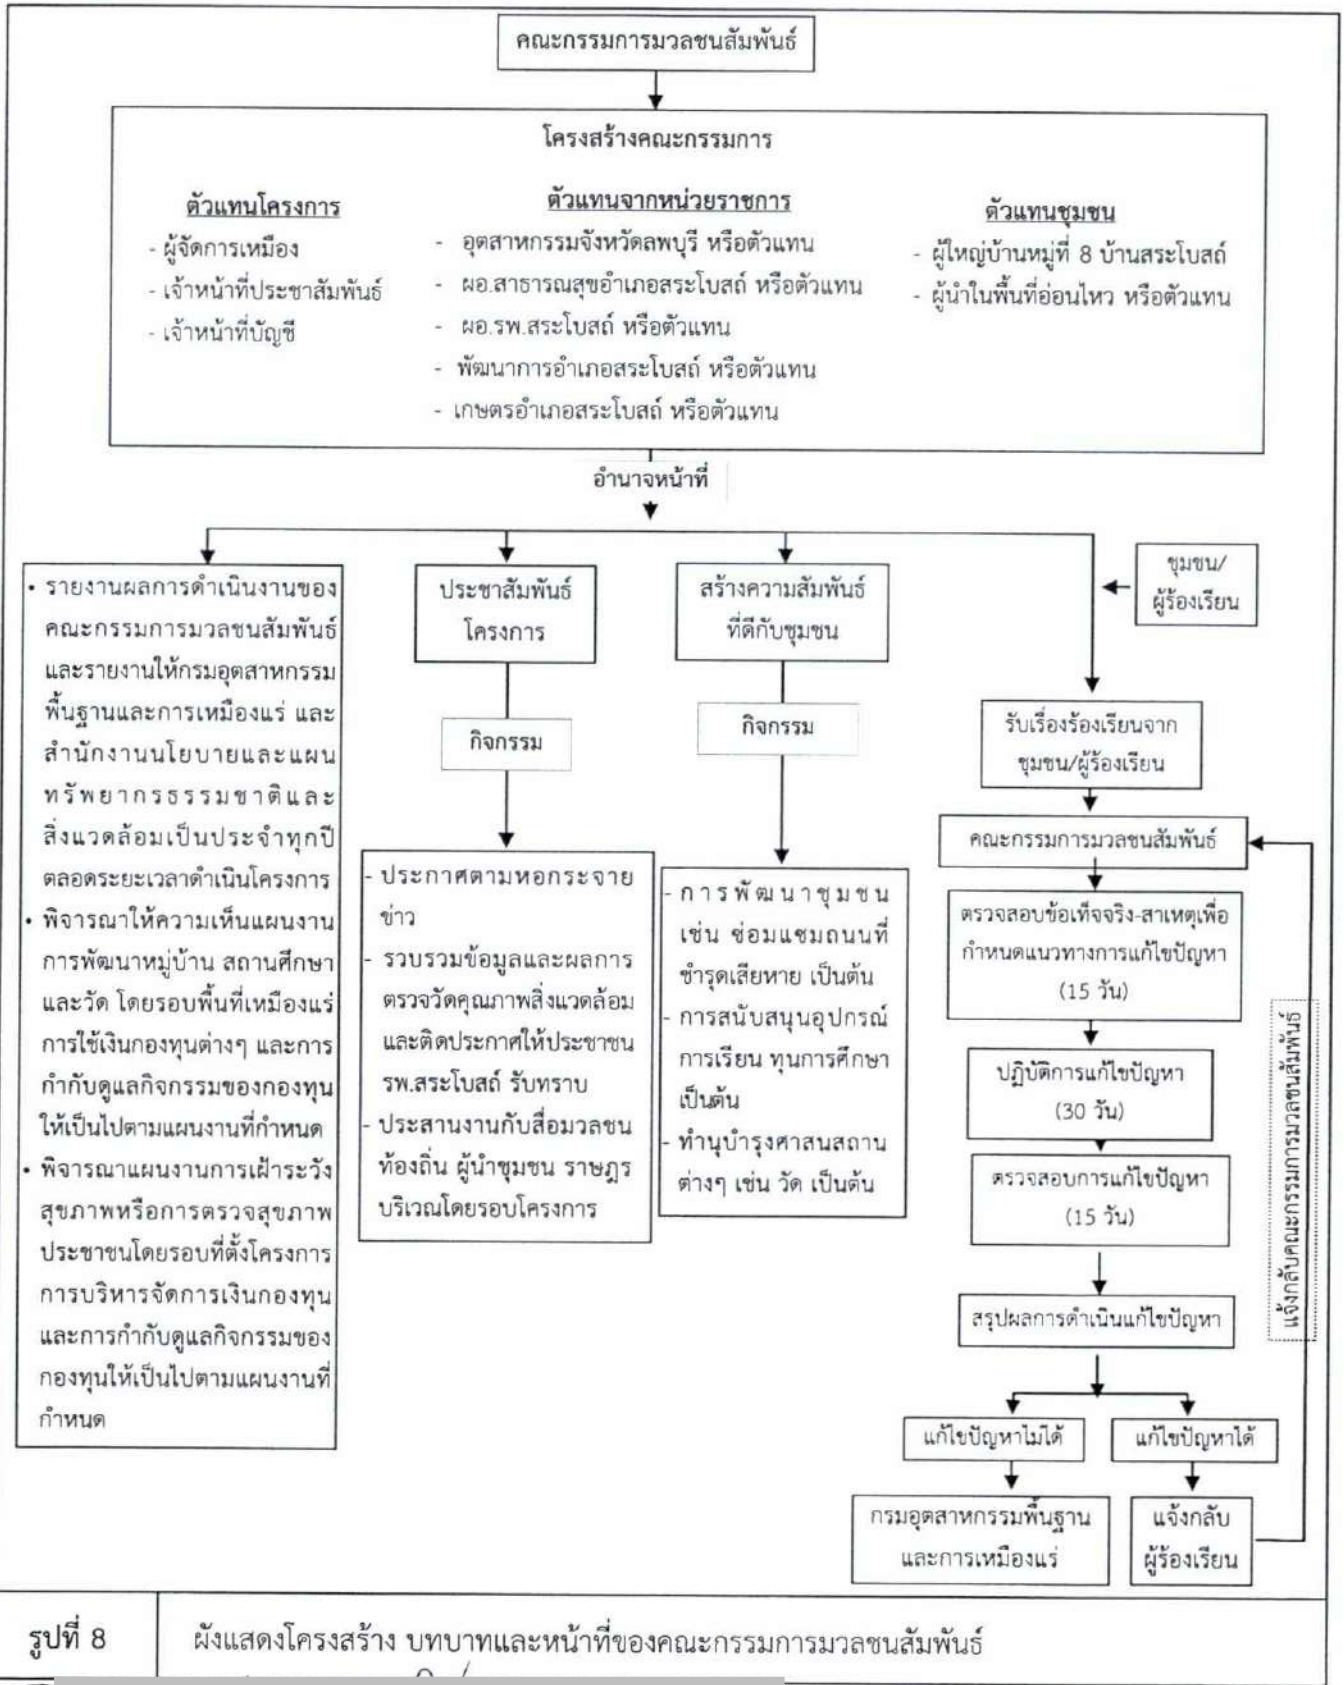 คณะกรรมการมวลชนสัมพันธ์
โครงสร้างคณะกรรมการ
ตัวแทนโครงการ
- ผู้จัดการเหมือง
- เจ้าหน้าที่ประชาสัมพันธ์
- เจ้าหน้าที่บัญชี
ตัวแทนจากหน่วยราชการ
- อุตสาหกรรมจังหวัดลพบุรี หรือตัวแทน
- ผอ.สาธารณสุขอำเภอสระโบสถ์ หรือตัวแทน
- ผอ.รพ.สระโบสถ์ หรือตัวแทน
- พัฒนาการอำเภอสระโบสถ์ หรือตัวแทน
- เกษตรอำเภอสระโบสถ์ หรือตัวแทน
ตัวแทนชุมชน
- ผู้ใหญ่บ้านหมู่ที่ 8 บ้านสระโบสถ์
- ผู้นำในพื้นที่อ่อนไหว หรือตัวแทน
อำนาจหน้าที่
• รายงานผลการดำเนินงานของ
คณะกรรมการมวลชนสัมพันธ์
และรายงานให้กรมอุตสาหกรรม
พื้นฐานและการเหมืองแร่ และ
สำนักงานนโยบายและแผน
ทรัพยากรธรรมชาติและ
สิ่งแวดล้อมเป็นประจำทุกปี
ตลอดระยะเวลาดำเนินโครงการ
• พิจารณาให้ความเห็นแผนงาน
การพัฒนาหมู่บ้าน สถานศึกษา
และวัด โดยรอบพื้นที่เหมืองแร่
การใช้เงินกองทุนต่างๆ และการ
กำกับดูแลกิจกรรมของกองทุน
ให้เป็นไปตามแผนงานที่กำหนด
• พิจารณาแผนงานการเฝ้าระวัง
สุขภาพหรือการตรวจสุขภาพ
ประชาชนโดยรอบที่ตั้งโครงการ
การบริหารจัดการเงินกองทุน
และการกำกับดูแลกิจกรรมของ
กองทุนให้เป็นไปตามแผนงานที่
กำหนด
ประชาสัมพันธ์
โครงการ
กิจกรรม
- ประกาศตามหอกระจาย
ข่าว
- รวบรวมข้อมูลและผลการ
ตรวจวัดคุณภาพสิ่งแวดล้อม
และติดประกาศให้ประชาชน
รพ.สระโบสถ์ รับทราบ
- ประสานงานกับสื่อมวลชน
ท้องถิ่น ผู้นำชุมชน ราษฎร
บริเวณโดยรอบโครงการ
สร้างความสัมพันธ์
ที่ดีกับชุมชน
กิจกรรม
- การพัฒนาชุมชน
เช่น ซ่อมแซมถนนที่
ชำรุดเสียหาย เป็นต้น
- การสนับสนุนอุปกรณ์
การเรียน ทุนการศึกษา
เป็นต้น
- ทำนุบำรุงศาสนสถาน
ต่างๆ เช่น วัด เป็นต้น
ชุมชน/
ผู้ร้องเรียน
รับเรื่องร้องเรียนจาก
ชุมชน/ผู้ร้องเรียน
คณะกรรมการมวลชนสัมพันธ์
ตรวจสอบข้อเท็จจริง-สาเหตุเพื่อ
กำหนดแนวทางการแก้ไขปัญหา
(15 วัน)
ปฏิบัติการแก้ไขปัญหา
(30 วัน)
ตรวจสอบการแก้ไขปัญหา
(15 วัน)
สรุปผลการดำเนินแก้ไขปัญหา
แก้ไขปัญหาไม่ได้
แก้ไขปัญหาได้
กรมอุตสาหกรรมพื้นฐาน
และการเหมืองแร่
แจ้งกลับ
ผู้ร้องเรียน
แจ้งกลับคณะกรรมการมวลชนสัมพันธ์
รูปที่ 8
ผังแสดงโครงสร้าง บทบาทและหน้าที่ของคณะกรรมการมวลชนสัมพันธ์